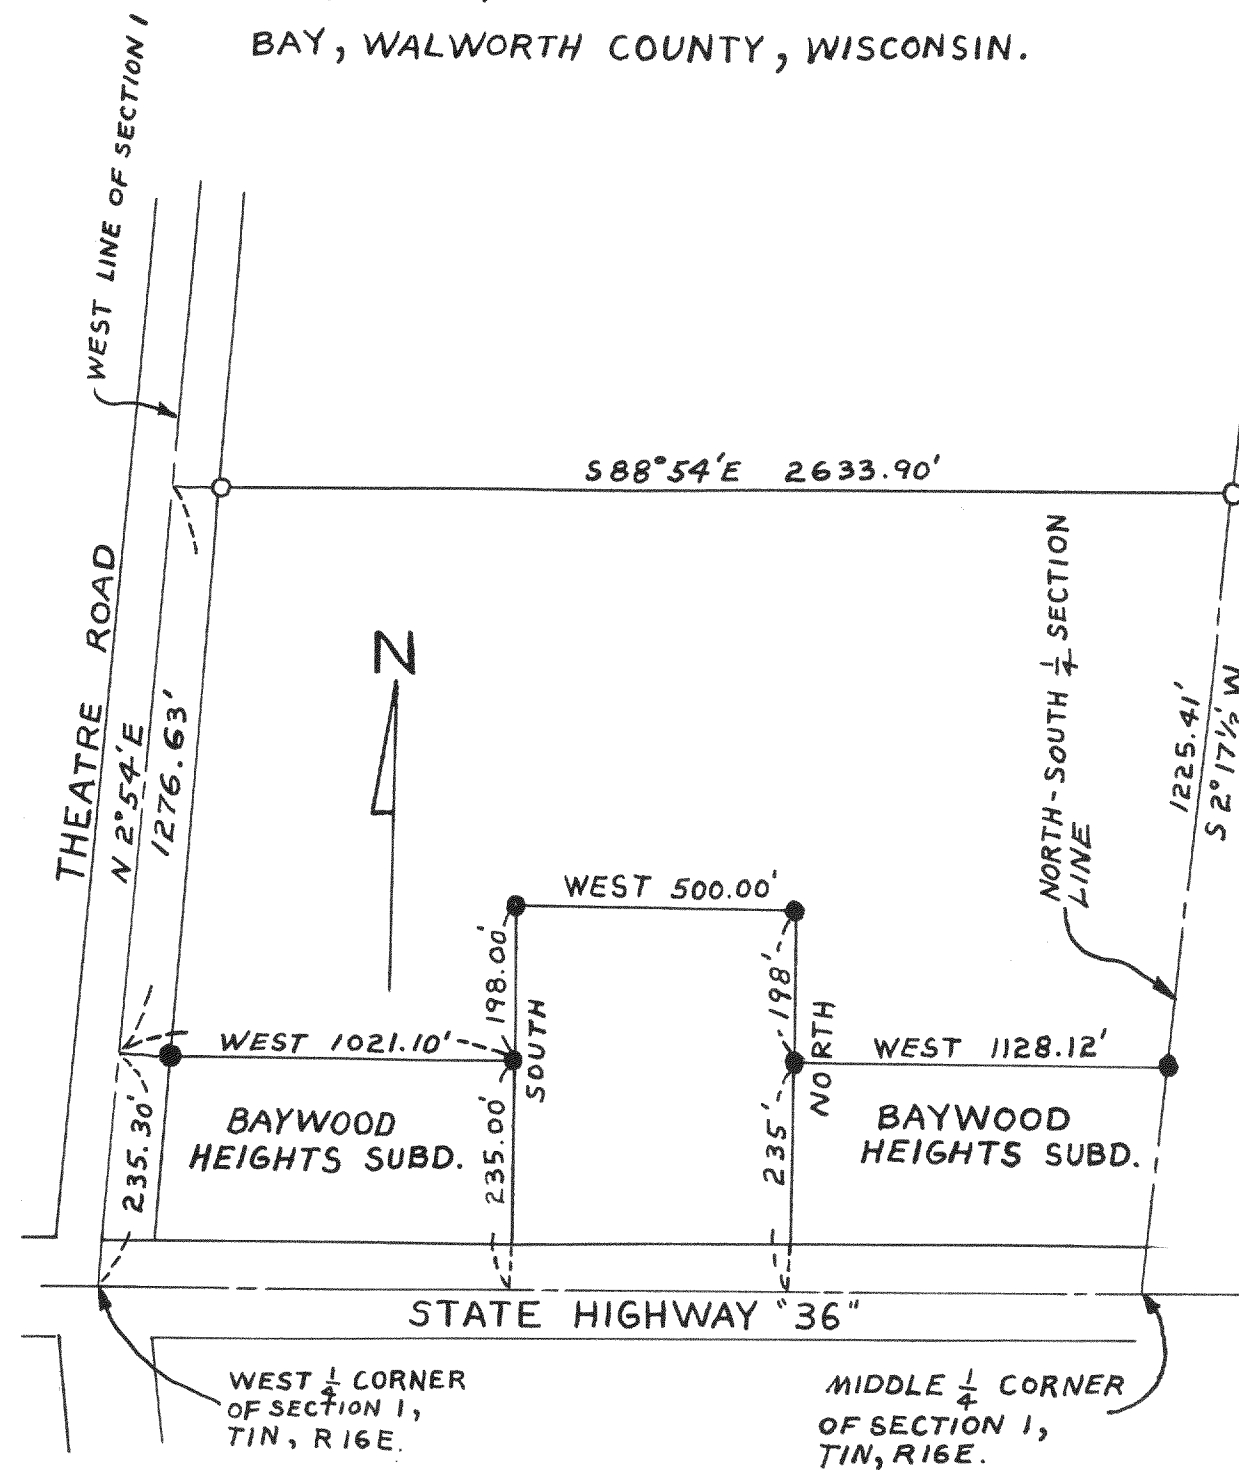 BAY, WALWORTH COUNTY, WISCONSIN.
WEST LINE OF SECTION 1
S 88°54'E 2633.90'
THEATRE ROAD
N 2°54'E
1276.63'
N
NORTH-SOUTH 1/4 SECTION
LINE
1225.41'
S 2°17½' W
WEST 500.00'
198.00'
SOUTH
198'
NORTH
WEST 1021.10'
WEST 1128.12'
235.30'
BAYWOOD
HEIGHTS SUBD.
235.00'
235'
BAYWOOD
HEIGHTS SUBD.
STATE HIGHWAY "36"
WEST 1/4 CORNER
OF SECTION 1,
T1N, R16E.
MIDDLE 1/4 CORNER
OF SECTION 1,
T1N, R16E.